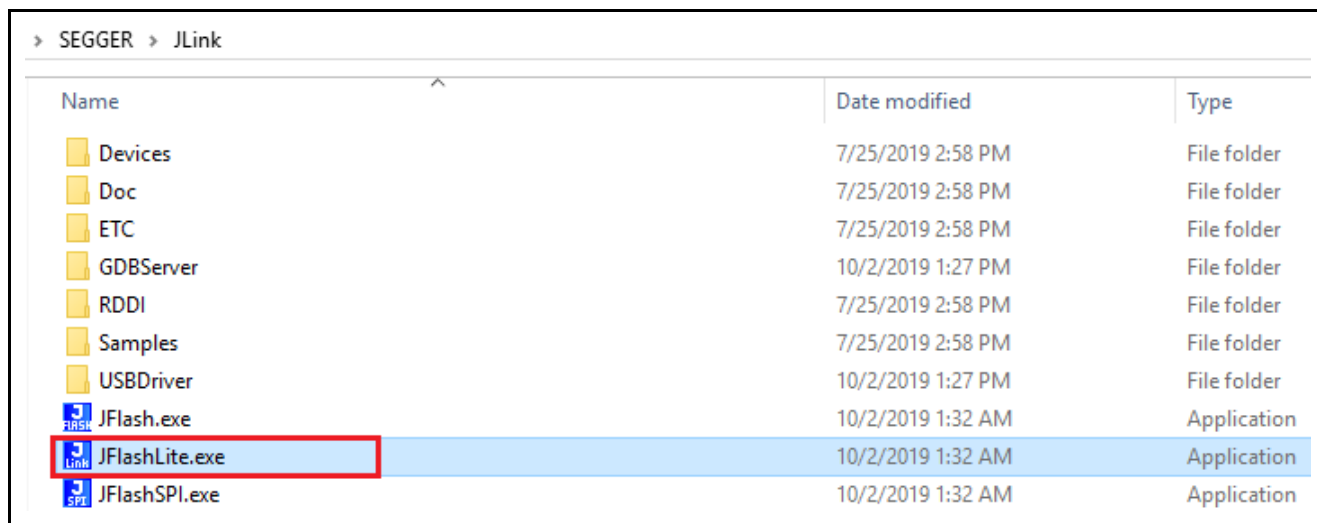 > SEGGER > JLink
Name Date modified Type
Devices 7/25/2019 2:58 PM File folder
Doc 7/25/2019 2:58 PM File folder
ETC 7/25/2019 2:58 PM File folder
GDBServer 10/2/2019 1:27 PM File folder
RDDI 7/25/2019 2:58 PM File folder
Samples 7/25/2019 2:58 PM File folder
USBDriver 10/2/2019 1:27 PM File folder
J FLASH JFlash.exe 10/2/2019 1:32 AM Application
J Link JFlashLite.exe 10/2/2019 1:32 AM Application
J SPI JFlashSPI.exe 10/2/2019 1:32 AM Application